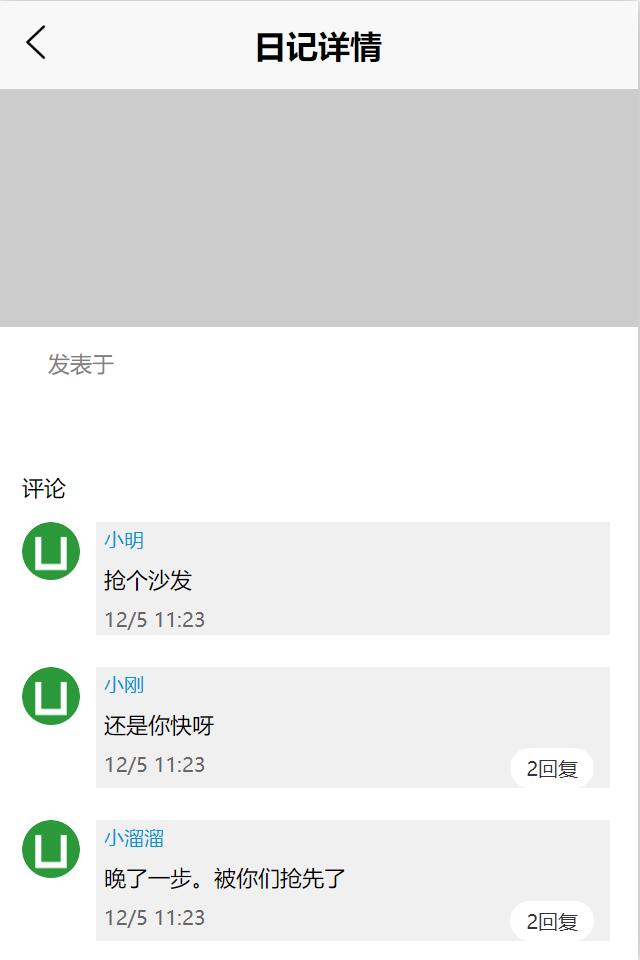 日记详情
发表于
评论
小明
抢个沙发
12/5 11:23
小刚
还是你快呀
12/5 11:23
2回复
小溜溜
晚了一步。被你们抢先了
12/5 11:23
2回复